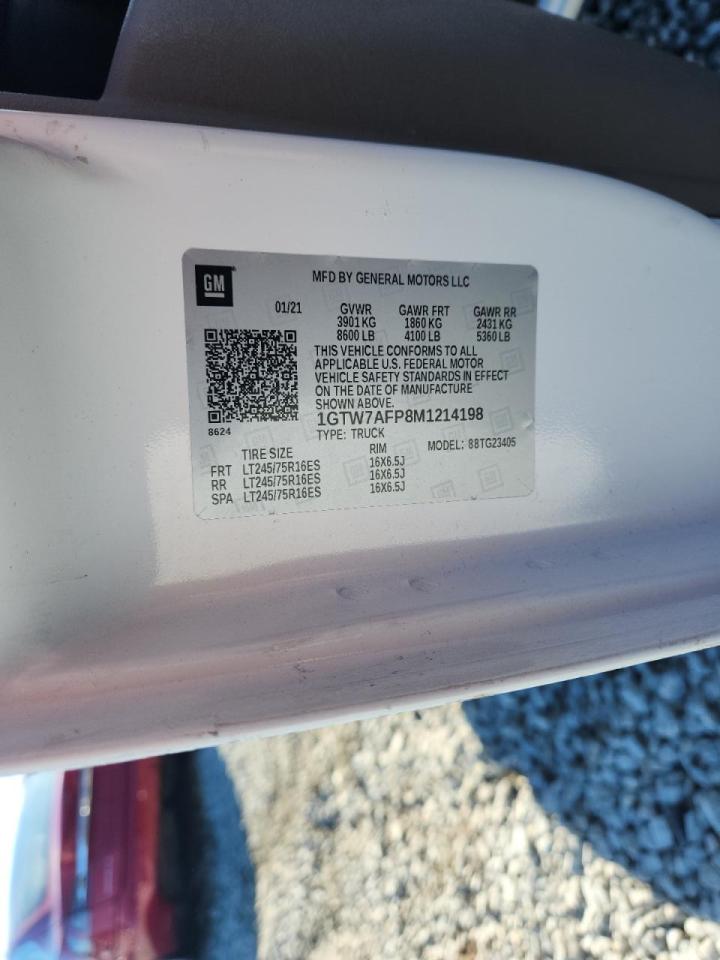 GM
MFD BY GENERAL MOTORS LLC
01/21 GVWR GAWR FRT GAWR RR
3901 KG 1860 KG 2431 KG
8600 LB 4100 LB 5360 LB
THIS VEHICLE CONFORMS TO ALL
APPLICABLE U.S. FEDERAL MOTOR
VEHICLE SAFETY STANDARDS IN EFFECT
ON THE DATE OF MANUFACTURE
SHOWN ABOVE.
1GTW7AFP8M1214198
8624
TYPE: TRUCK MODEL: 88TG23405
TIRE SIZE RIM
FRT LT245/75R16ES 16X6.5J
RR LT245/75R16ES 16X6.5J
SPA LT245/75R16ES 16X6.5J